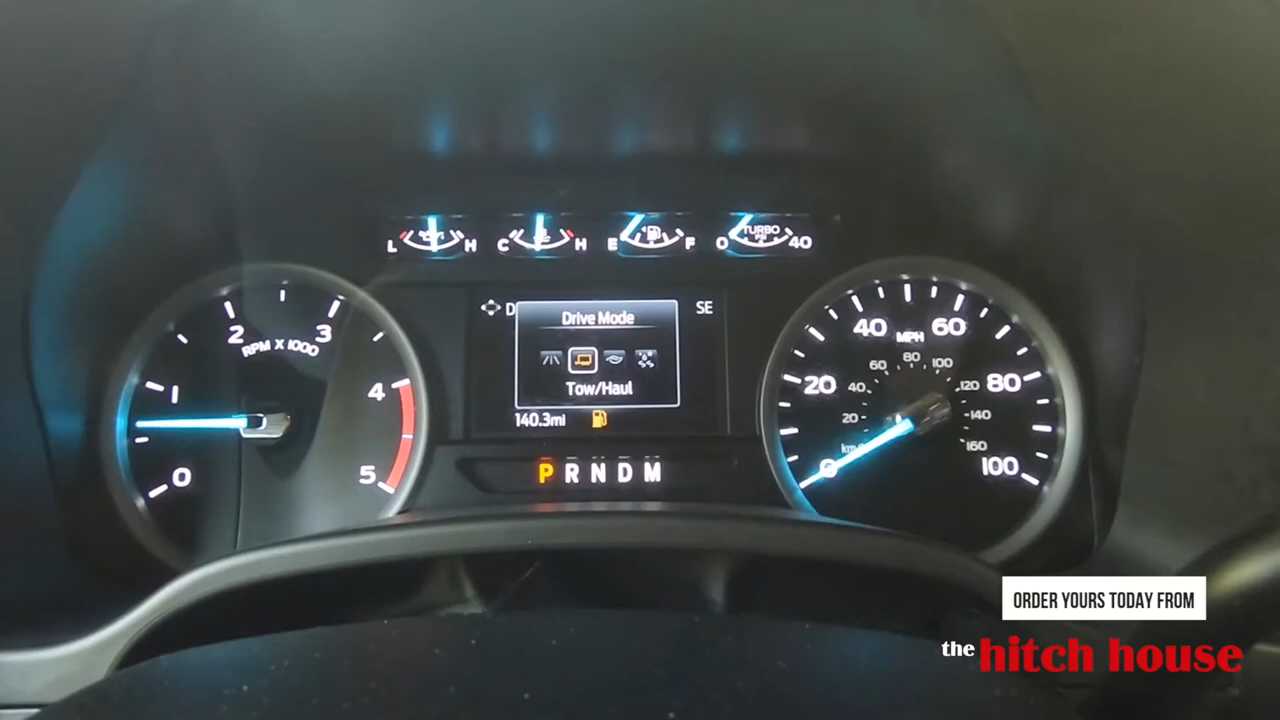 L H C H E F 0 TURBO PSI 40
0 1 2 3 4 5
RPM X 1000
D SE
Drive Mode
Tow/Haul
140.3mi
P R N D M
0 20 40 60 80 100
MPH
20 40 60 80 100 120 140 160
ORDER YOURS TODAY FROM
the hitch house